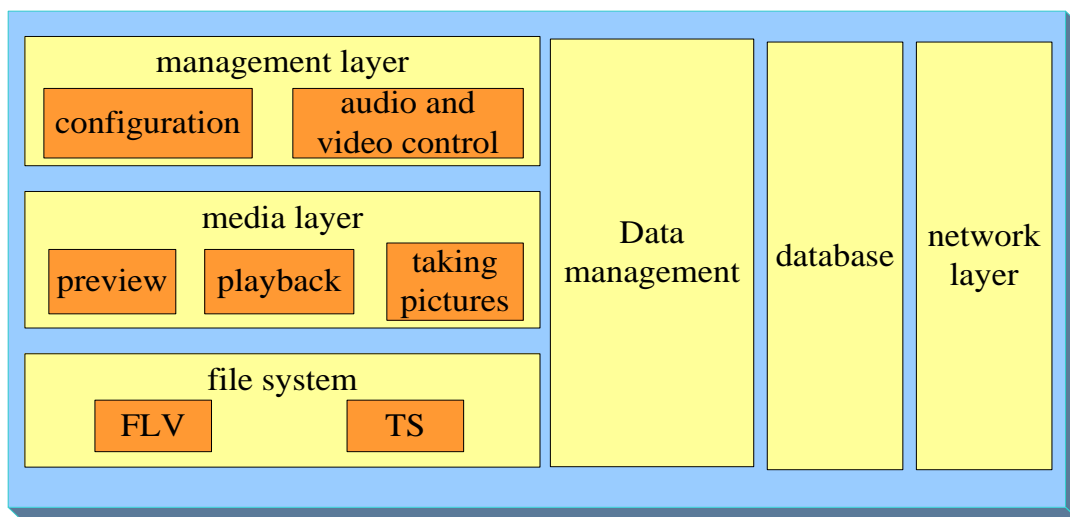 management layer
configuration
audio and
video control
media layer
preview
playback
taking
pictures
file system
FLV
TS
Data
management
database
network
layer